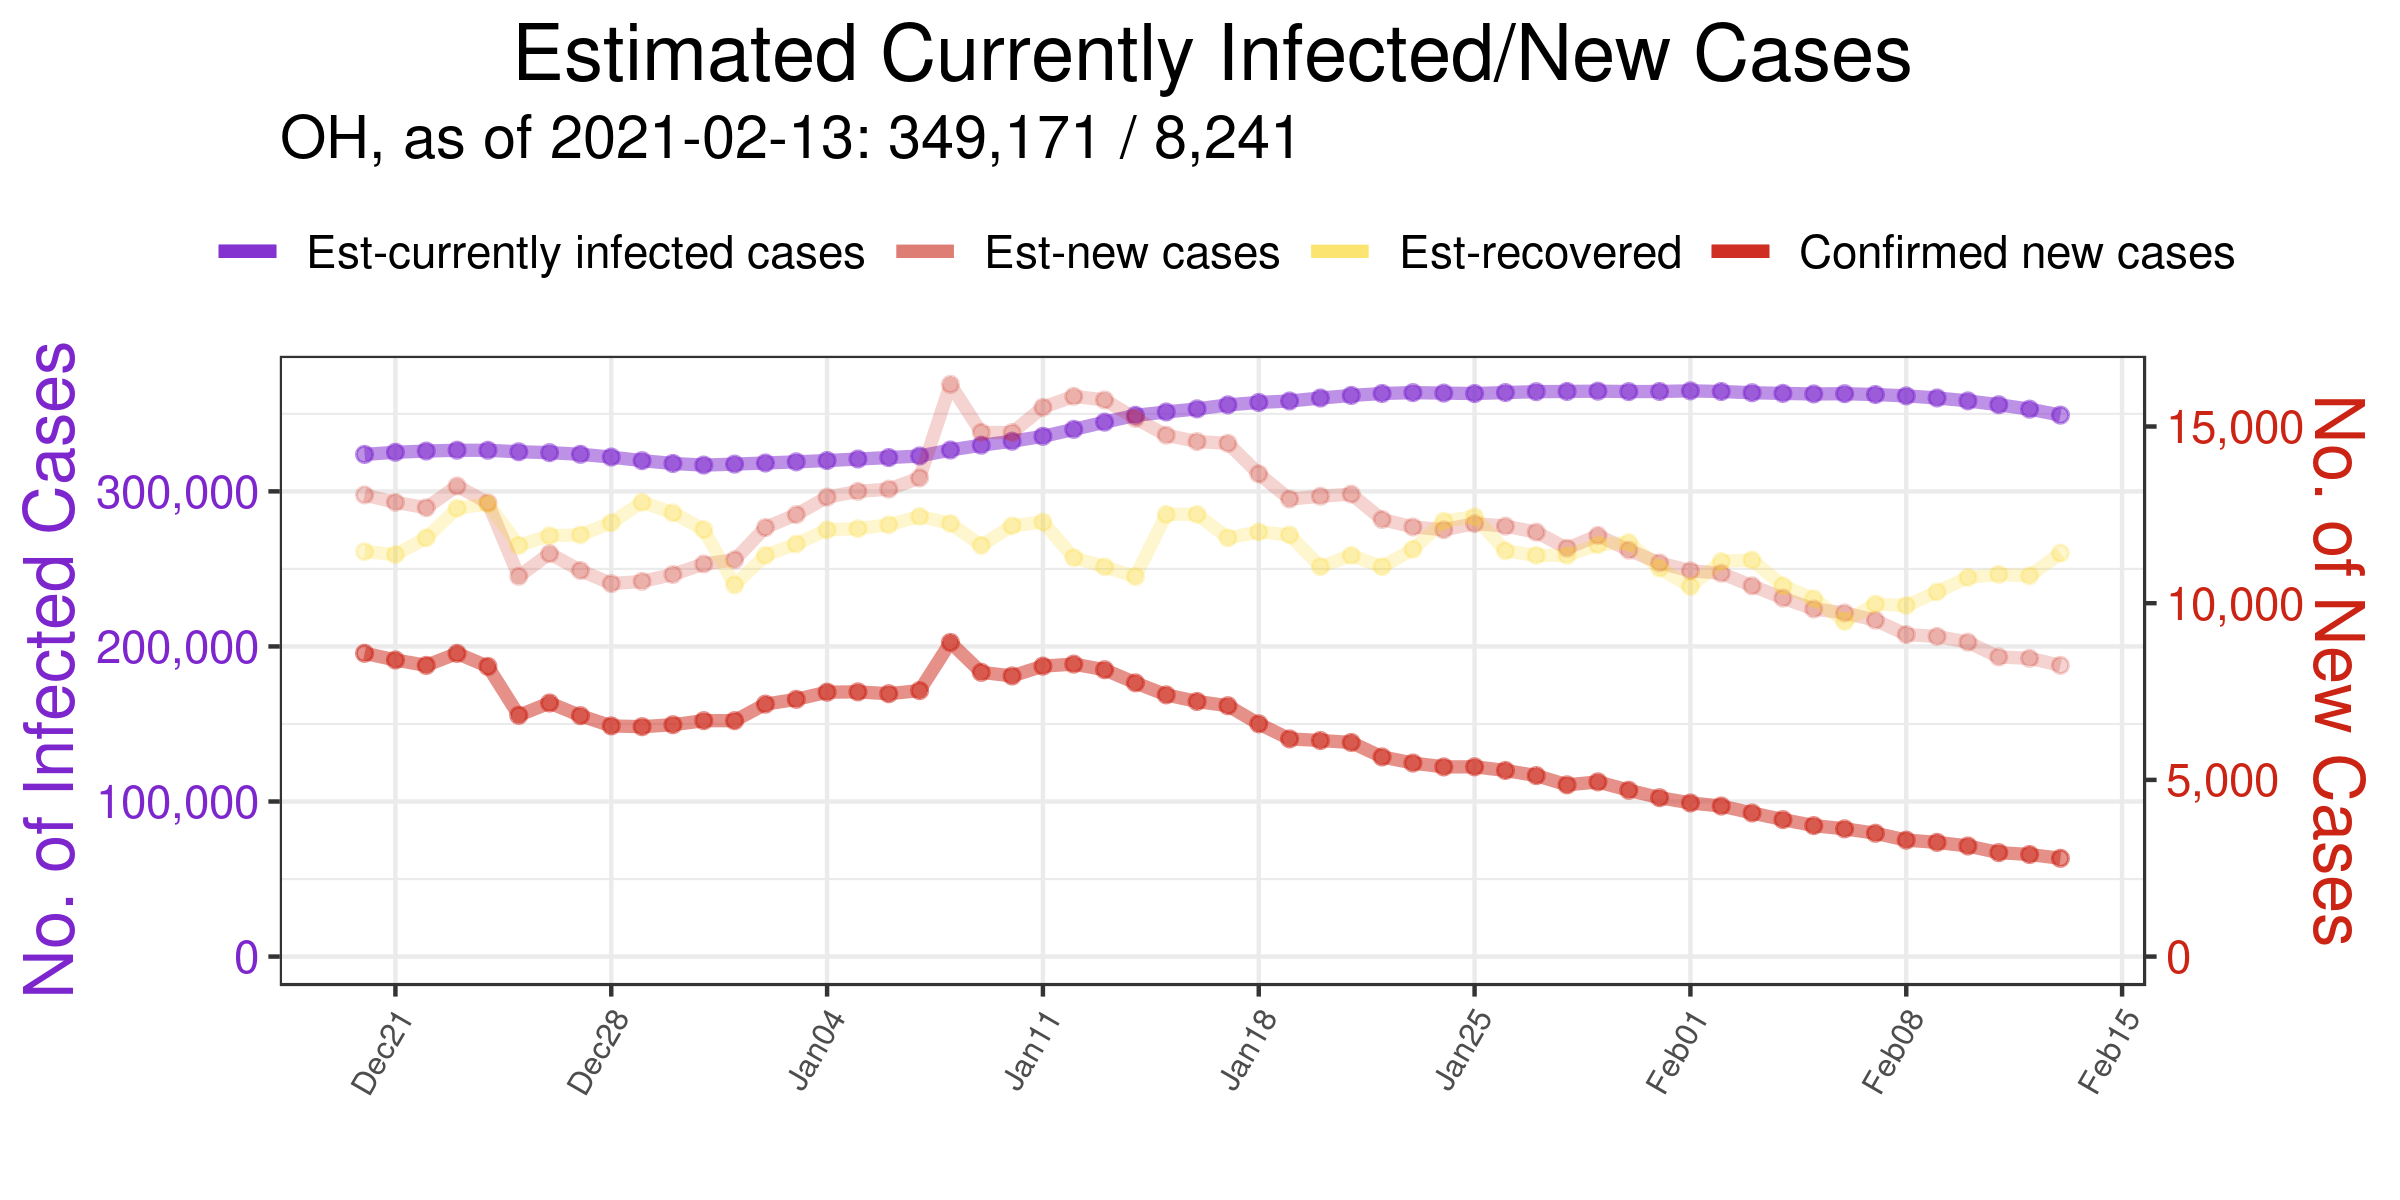 Estimated Currently Infected/New Cases
OH, as of 2021-02-13: 349,171 / 8,241
Est-currently infected cases Est-new cases Est-recovered Confirmed new cases
No. of Infected Cases
300,000
200,000
100,000
0
15,000
10,000
5,000
0
No. of New Cases
Dec21 Dec28 Jan04 Jan11 Jan18 Jan25 Feb01 Feb08 Feb15